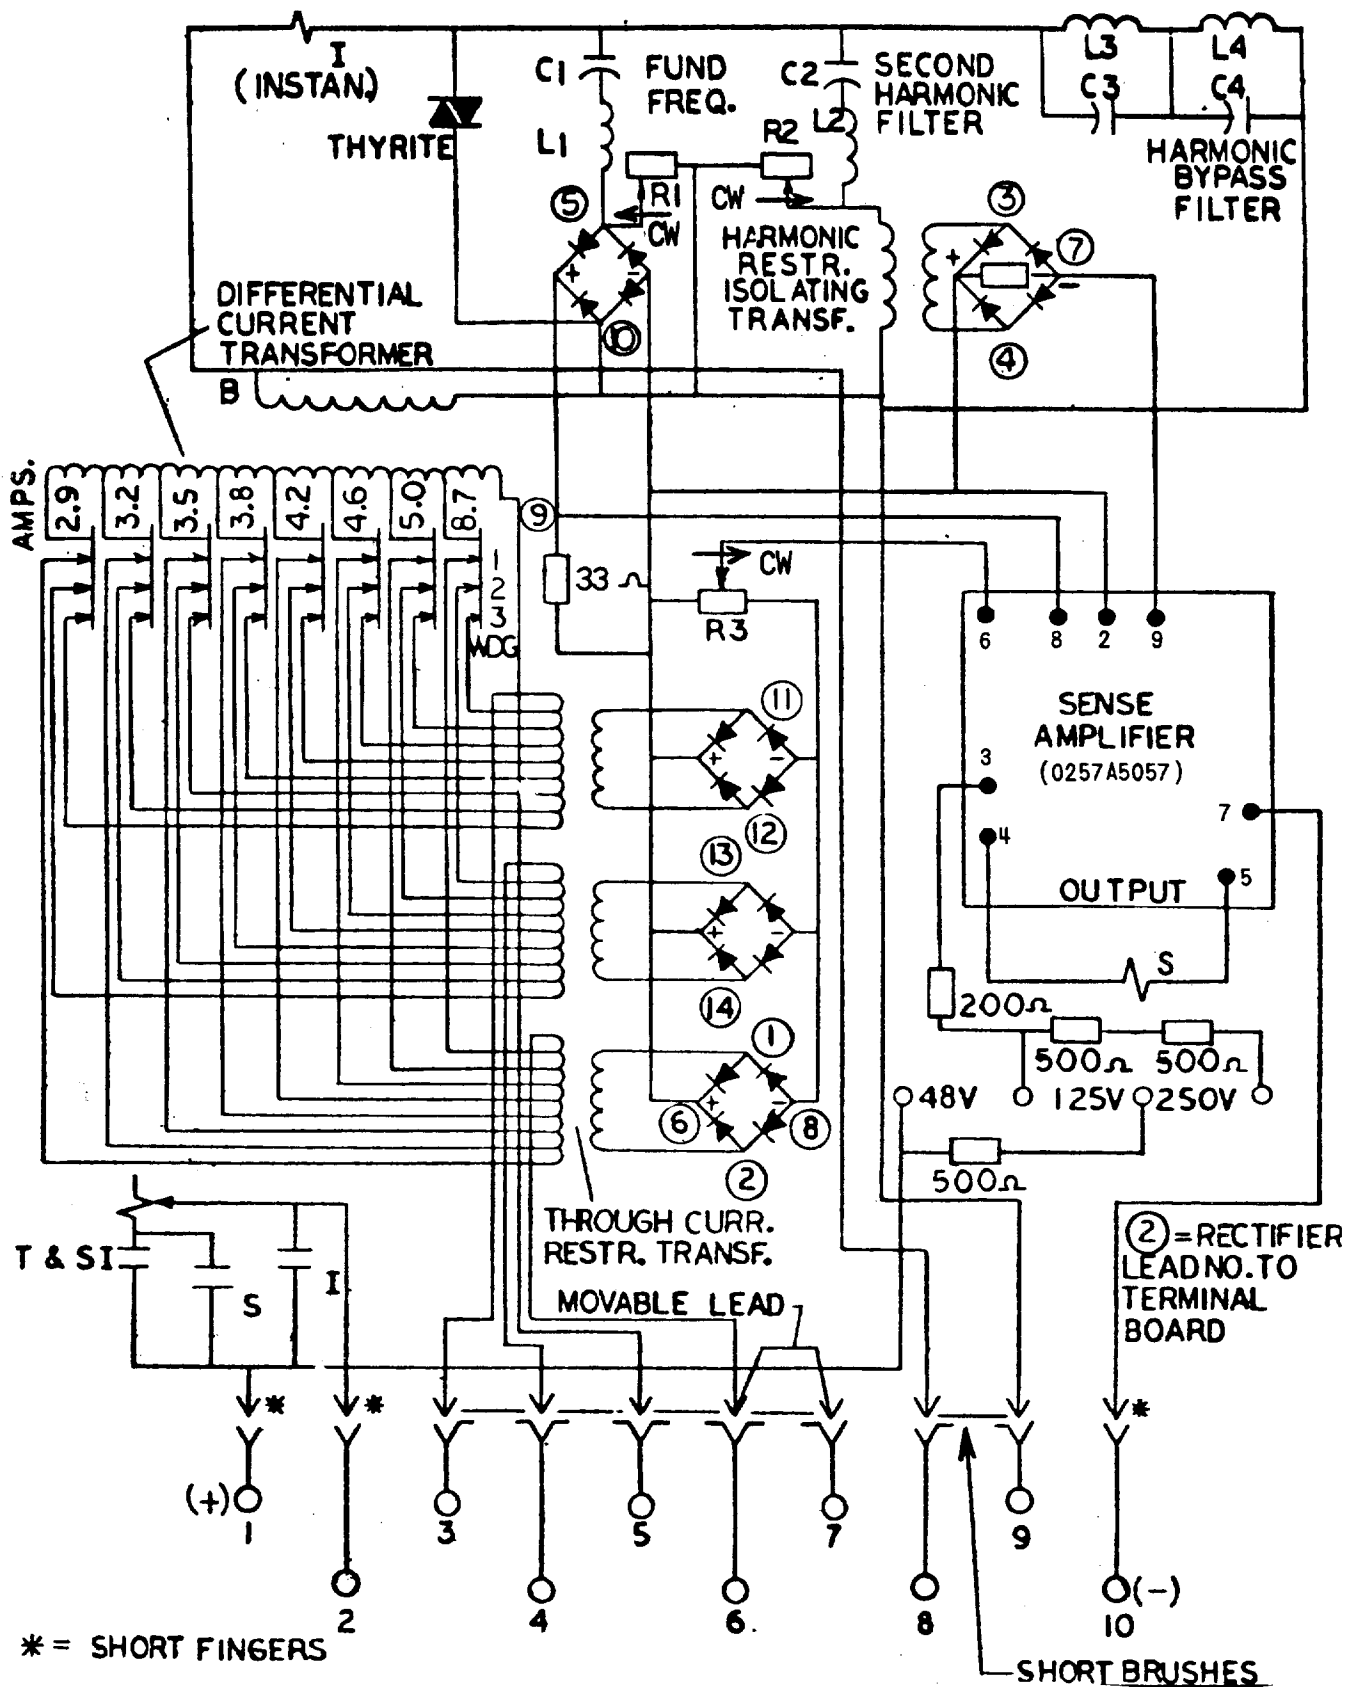 I
(INSTAN.)
THYRITE
C1
FUND
FREQ.
L1
C2
SECOND
HARMONIC
FILTER
L2
R2
R1
CW
CW
L3
C3
L4
C4
HARMONIC
BYPASS
FILTER
5
10
+
-
HARMONIC
RESTR.
ISOLATING
TRANSF.
3
7
4
+
-
-
DIFFERENTIAL
CURRENT
TRANSFORMER
B
AMPS.
2.9
3.2
3.5
3.8
4.2
4.6
5.0
8.7
1
2
3
WDG
9
33 Ω
CW
R3
6
8
2
9
SENSE
AMPLIFIER
(0257A5057)
3
4
7
5
OUTPUT
S
11
+
-
12
13
+
-
14
1
+
-
6
8
2
200Ω
500Ω
500Ω
48V
125V
250V
500Ω
THROUGH CURR.
RESTR. TRANSF.
MOVABLE LEAD
2 = RECTIFIER
LEAD NO. TO
TERMINAL
BOARD
T & SI
S
I
*
*
*
(+)
1
2
3
4
5
6
7
8
9
10
(-)
* = SHORT FINGERS
SHORT BRUSHES